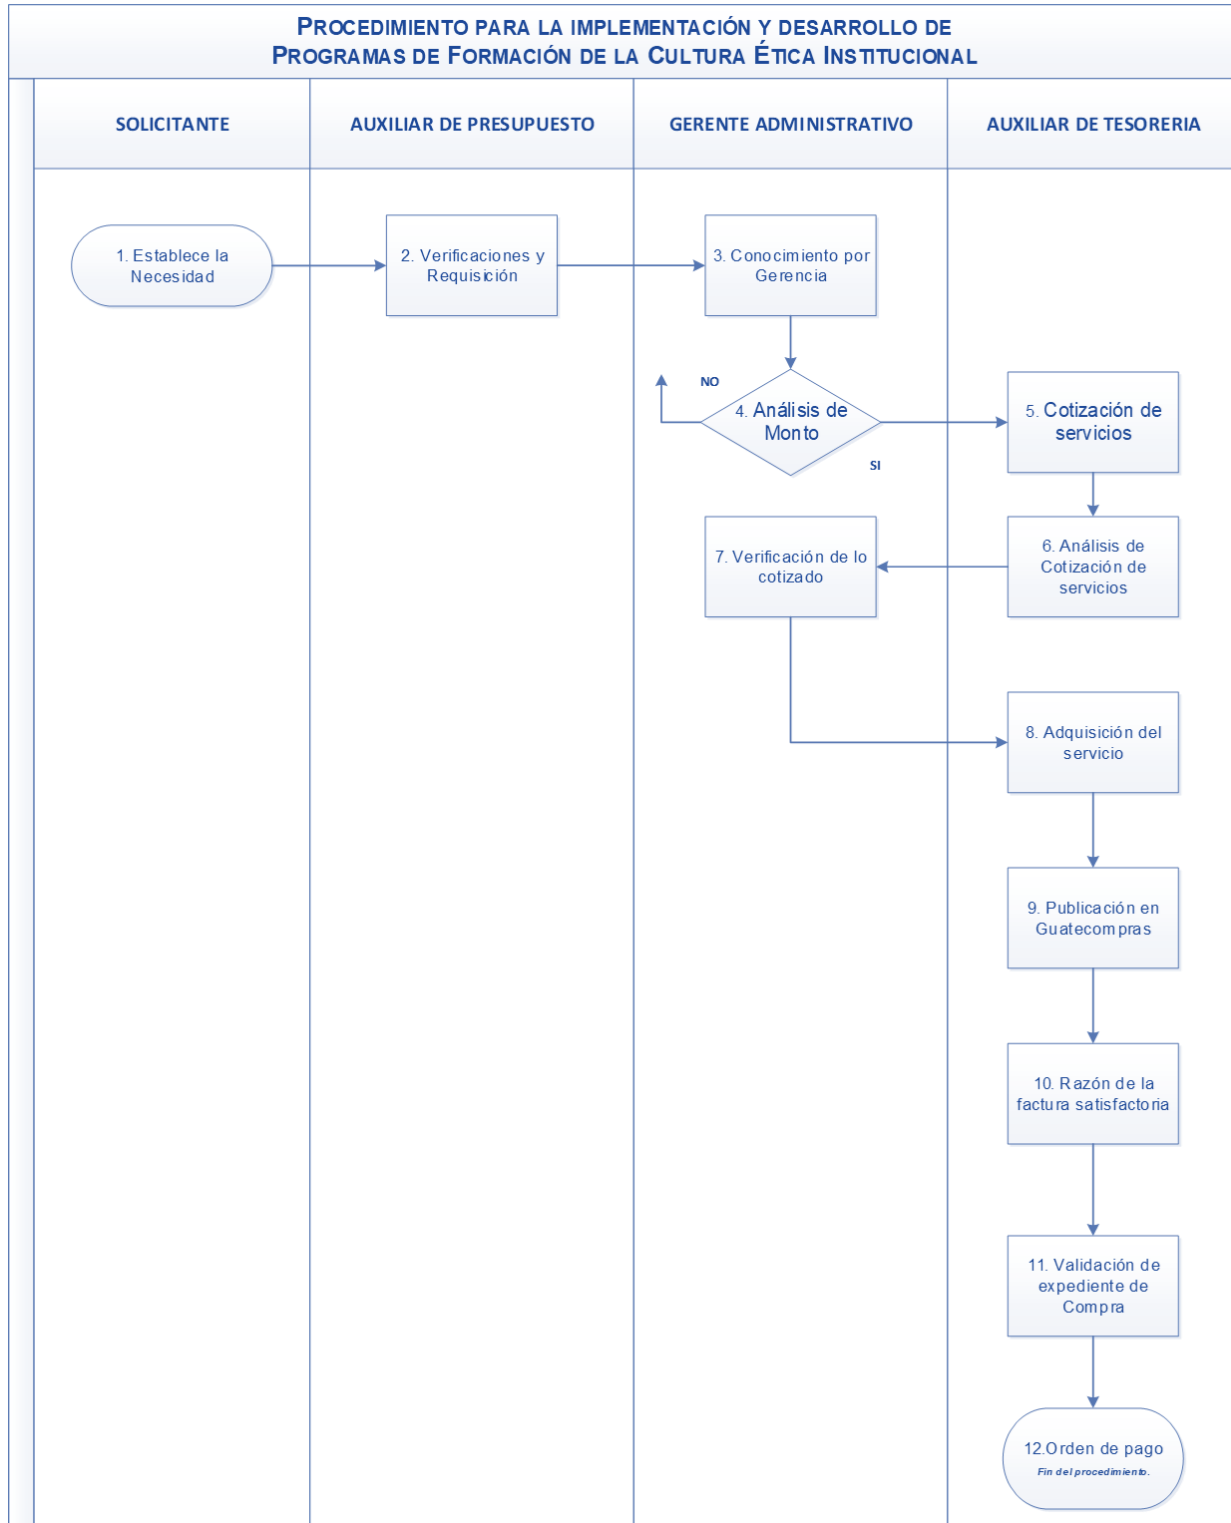 PROCEDIMIENTO PARA LA IMPLEMENTACIÓN Y DESARROLLO DE
PROGRAMAS DE FORMACIÓN DE LA CULTURA ÉTICA INSTITUCIONAL
SOLICITANTE
AUXILIAR DE PRESUPUESTO
GERENTE ADMINISTRATIVO
AUXILIAR DE TESORERIA
1. Establece la
Necesidad
2. Verificaciones y
Requisición
3. Conocimiento por
Gerencia
NO
4. Análisis de
Monto
SI
5. Cotización de
servicios
6. Análisis de
Cotización de
servicios
7. Verificación de lo
cotizado
8. Adquisición del
servicio
9. Publicación en
Guatecompras
10. Razón de la
factura satisfactoria
11. Validación de
expediente de
Compra
12.Orden de pago
Fin del procedimiento.